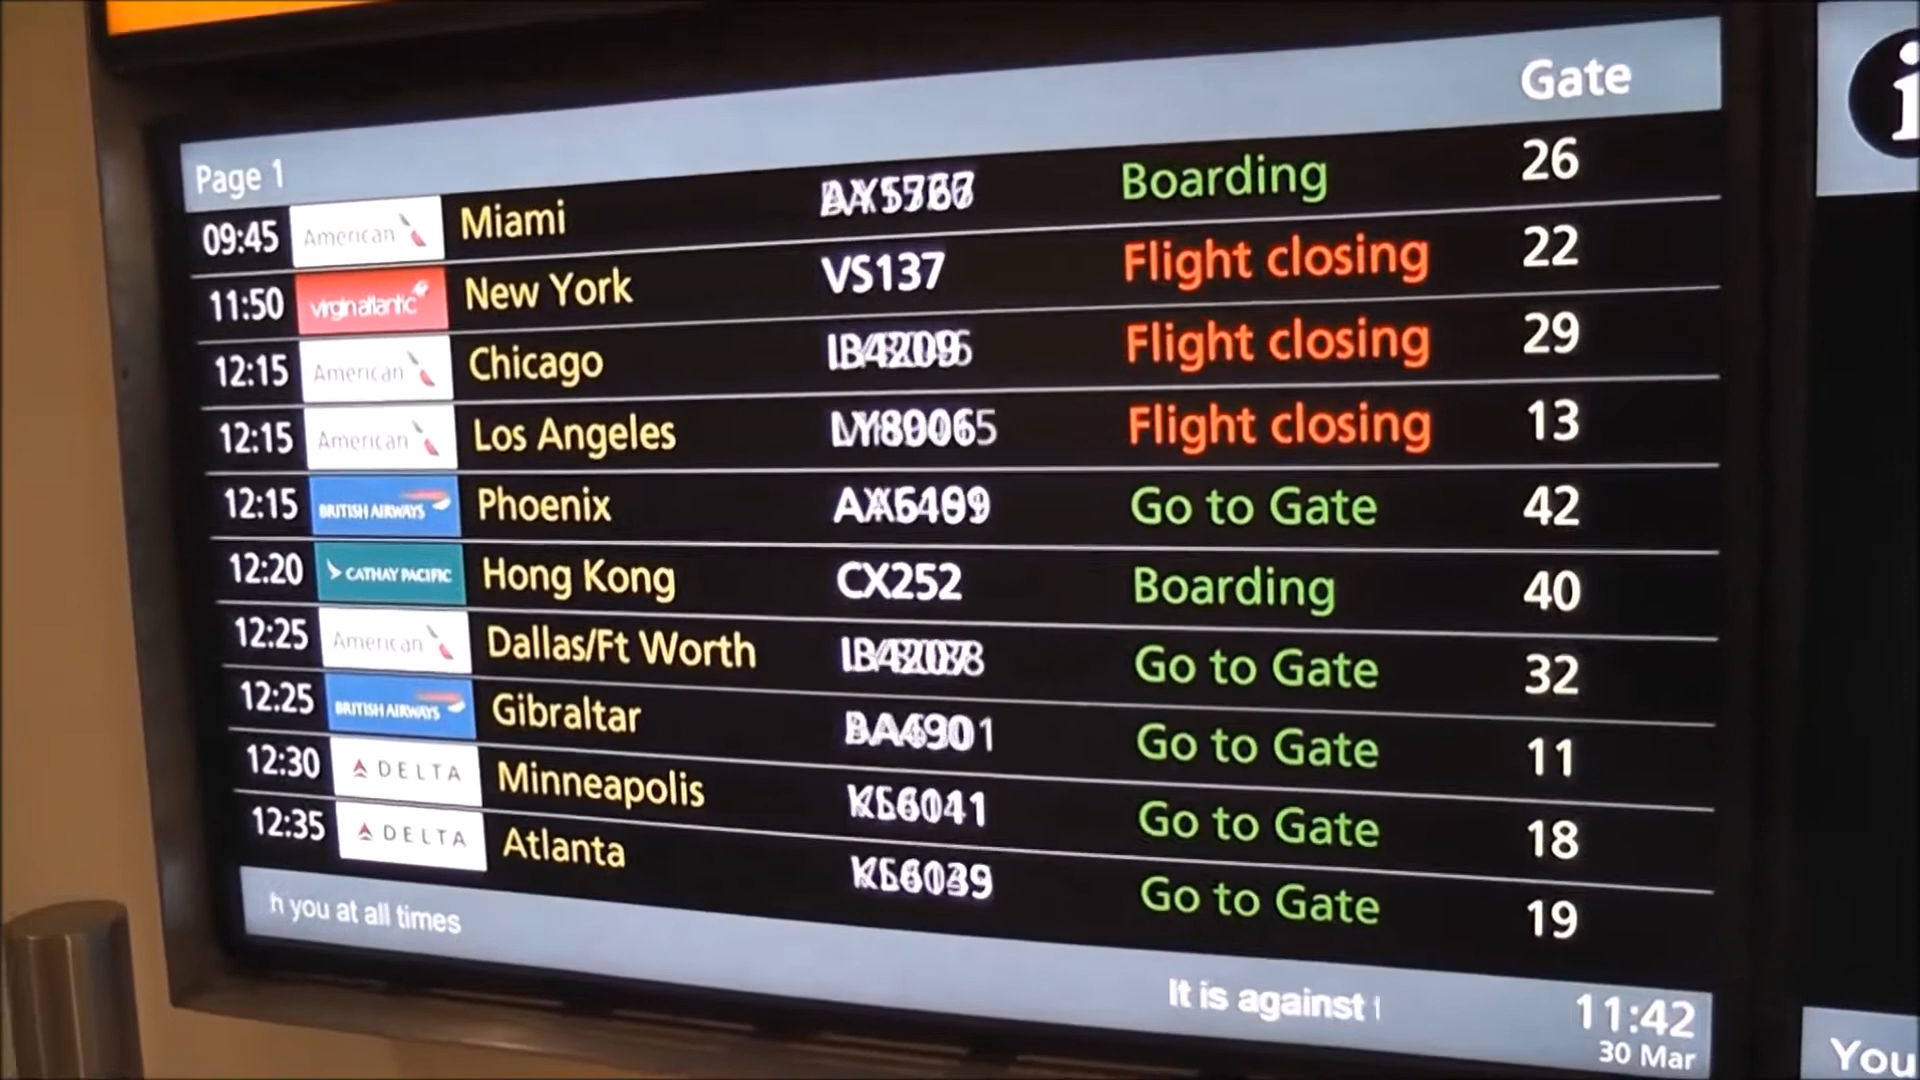 Gate
Page 1
09:45 American Miami Boarding 26
11:50 virgin atlantic New York VS137 Flight closing 22
12:15 American Chicago Flight closing 29
12:15 American Los Angeles Flight closing 13
12:15 BRITISH AIRWAYS Phoenix Go to Gate 42
12:20 CATHAY PACIFIC Hong Kong CX252 Boarding 40
12:25 American Dallas/Ft Worth Go to Gate 32
12:25 BRITISH AIRWAYS Gibraltar Go to Gate 11
12:30 DELTA Minneapolis Go to Gate 18
12:35 DELTA Atlanta Go to Gate 19
h you at all times
It is against
11:42
30 Mar
i
You